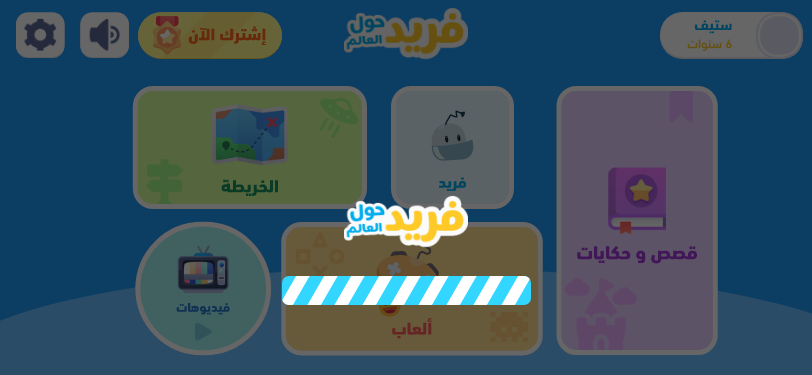 ستيف
6 سنوات
فريد حول العالم
إشترك الآن
قصص و حكايات
فريد
الخريطة
فريد حول العالم
ألعاب
فيديوهات